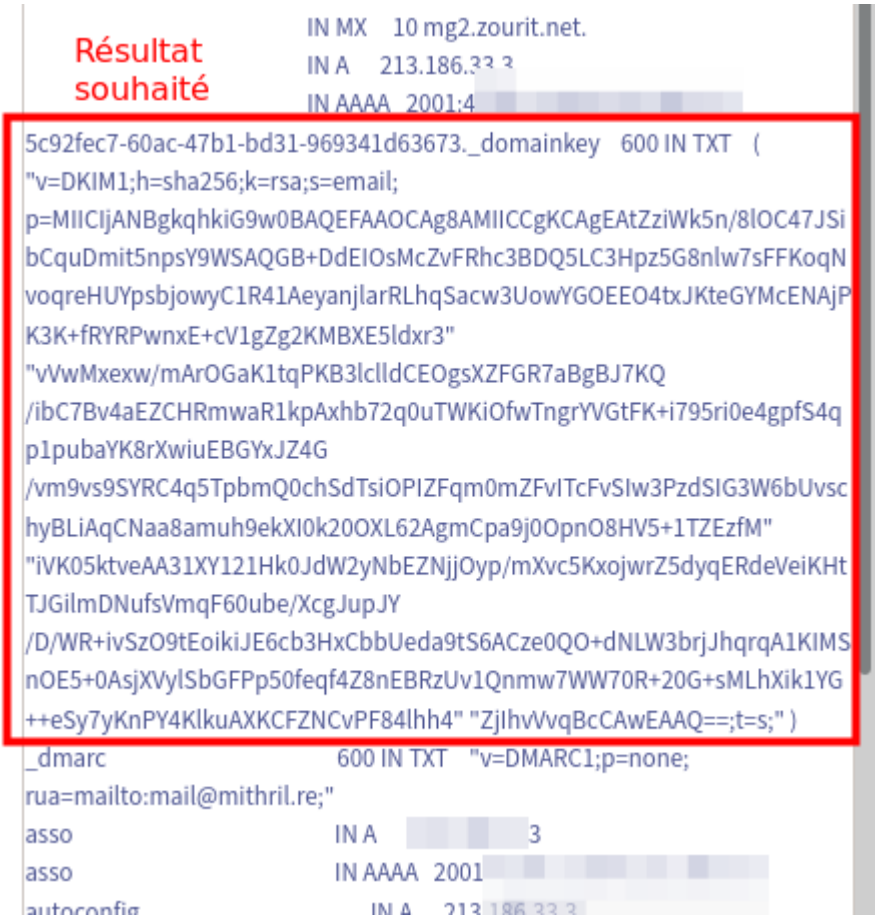 Résultat
souhaité
IN MX 10 mg2.zourit.net.
IN A 213.186.33.3
IN AAAA 2001:4
5c92fec7-60ac-47b1-bd31-969341d63673._domainkey 600 IN TXT (
"v=DKIM1;h=sha256;k=rsa;s=email;
p=MIICIjANBgkqhkiG9w0BAQEFAAOCAg8AMIICCgKCAgEAtZziWk5n/8lOC47JSi
bCquDmit5npsY9WSAQGB+DdEIOsMcZvFRhc3BDQ5LC3Hpz5G8nlw7sFFKoqN
voqreHUYpsbjowyC1R41AeyanjlarRLhqSacw3UowYGOEEO4txJKteGYMcENAjP
K3K+fRYRPwnxE+cV1gZg2KMBXE5ldxr3"
"vVwMxexw/mArOGaK1tqPKB3lclldCEOgsXZFGR7aBgBJ7KQ
/ibC7Bv4aEZCHRmwaR1kpAxhb72q0uTWKiOfwTngrYVGtFK+i795ri0e4gpfS4q
p1pubaYK8rXwiuEBGYxJZ4G
/vm9vs9SYRC4q5TpbmQ0chSdTsiOPIZFqm0mZFvITcFvSIw3PzdSIG3W6bUvsc
hyBLiAqCNaa8amuh9ekXI0k20OXL62AgmCpa9j0OpnO8HV5+1TZEzfM"
"iVK05ktveAA31XY121Hk0JdW2yNbEZNjjOyp/mXvc5KxojwrZ5dyqERdeVeiKHt
TJGilmDNufsVmqF60ube/XcgJupJY
/D/WR+ivSzO9tEoikiJE6cb3HxCbbUeda9tS6ACze0QO+dNLW3brjJhqrqA1KIMS
nOE5+0AsjXVylSbGFPp50feqf4Z8nEBRzUv1Qnmw7WW70R+20G+sMLhXik1YG
++eSy7yKnPY4KlkuAXKCFZNCvPF84lhh4" "ZjIhvVvqBcCAwEAAQ==;t=s;" )
_dmarc 600 IN TXT "v=DMARC1;p=none;
rua=mailto:mail@mithril.re;"
asso IN A 3
asso IN AAAA 2001
autoconfig IN A 213.186.33.3